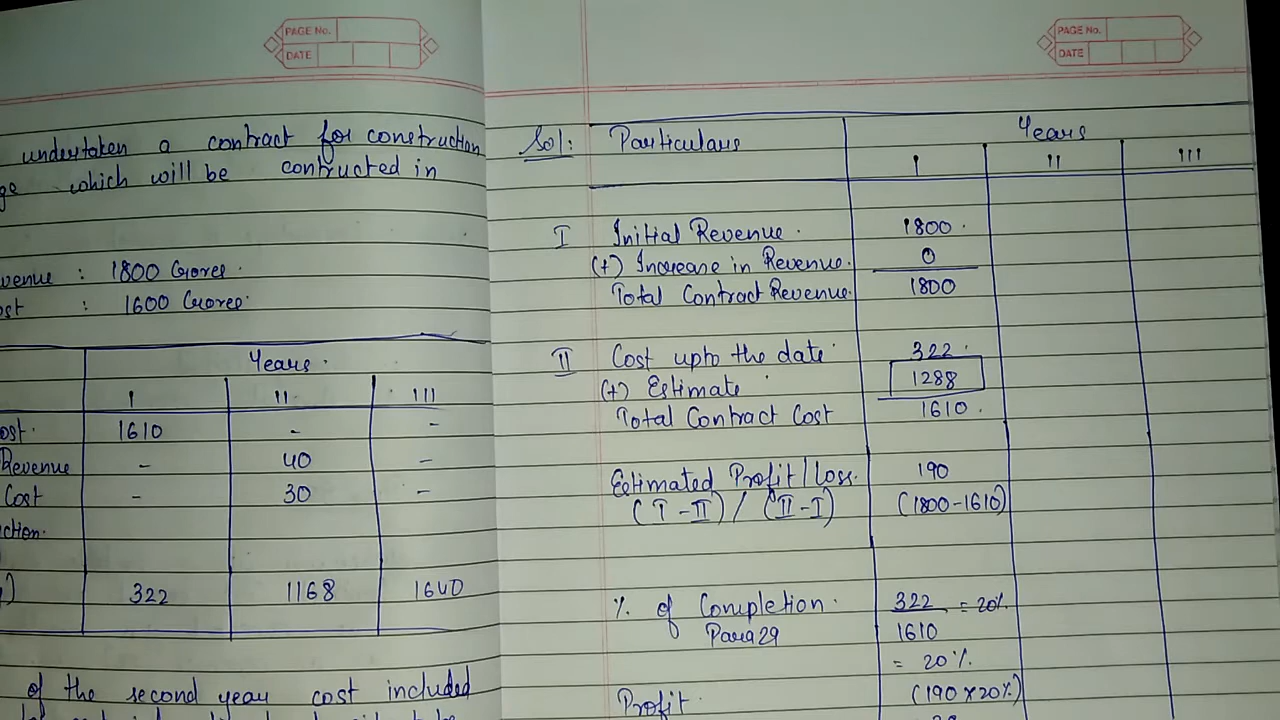 PAGE No.
DATE
undertaken a contract for construction
which will be contructed in
venue : 1800 Crores.
ost : 1600 Crores.
Years.
I II III
ost. 1610 - -
Revenue - 40 -
Cost - 30 -
ction.
322 1168 1640
of the second year cost included
PAGE No.
DATE
Sol: Particulars Years
I II III
I Initial Revenue. 1800.
(+) Increase in Revenue. 0
Total Contract Revenue. 1800
II Cost upto the date 322.
(+) Estimate 1288
Total Contract Cost 1610.
Estimated Profit/Loss. 190
(I-II) / (II-I) (1800-1610)
% of Completion. 322 = 20%
Para 29 1610
= 20%.
Profit. (190x20%)